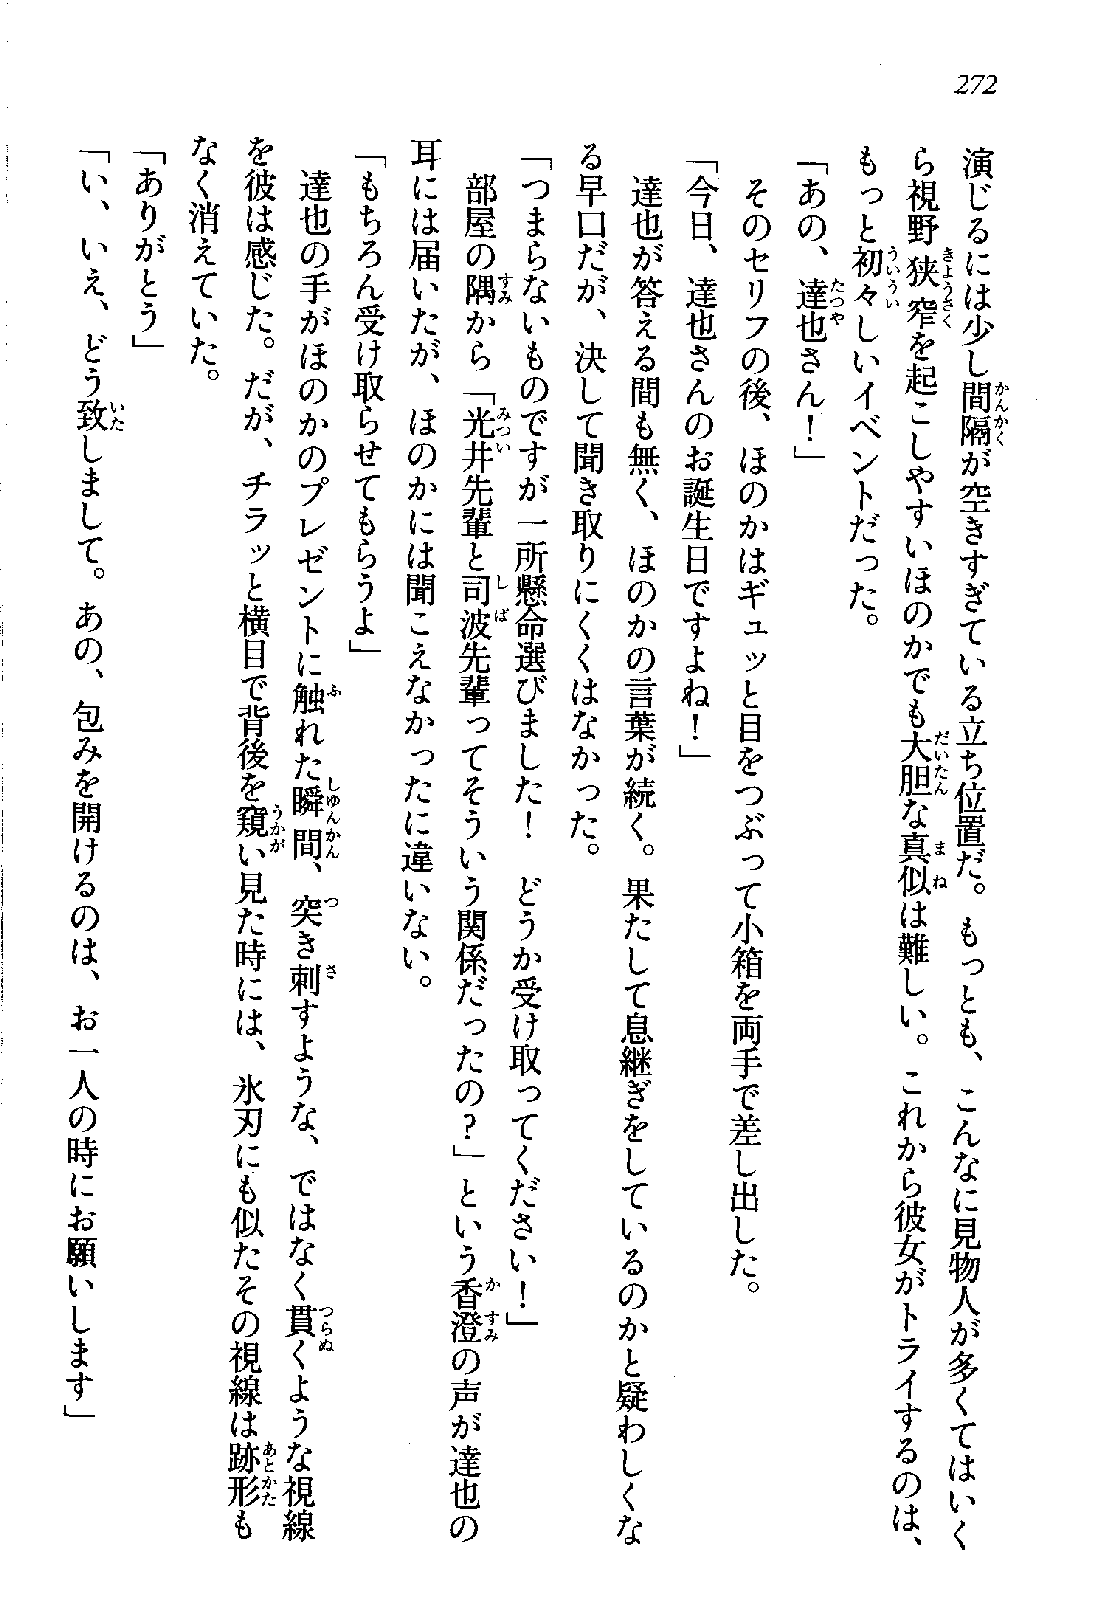 272
演じるには少し間隔が空きすぎている立ち位置だ。もっとも、こんなに見物人が多くてはいく
ら視野狭窄を起こしやすいほのかでも大胆な真似は難しい。これから彼女がトライするのは、
もっと初々しいイベントだった。
「あの、達也さん！」
そのセリフの後、ほのかはギュッと目をつぶって小箱を両手で差し出した。
「今日、達也さんのお誕生日ですよね！」
達也が答える間も無く、ほのかの言葉が続く。果たして息継ぎをしているのかと疑わしくな
る早口だが、決して聞き取りにくくはなかった。
「つまらないものですが一所懸命選びました！　どうか受け取ってください！」
部屋の隅から「光井先輩と司波先輩ってそういう関係だったの？」という香澄の声が達也の
耳には届いたが、ほのかには聞こえなかったに違いない。
「もちろん受け取らせてもらうよ」
達也の手がほのかのプレゼントに触れた瞬間、突き刺すような、ではなく貫くような視線
を彼は感じた。だが、チラッと横目で背後を窺い見た時には、氷刃にも似たその視線は跡形も
なく消えていた。
「ありがとう」
「い、いえ、どう致しまして。あの、包みを開けるのは、お一人の時にお願いします」